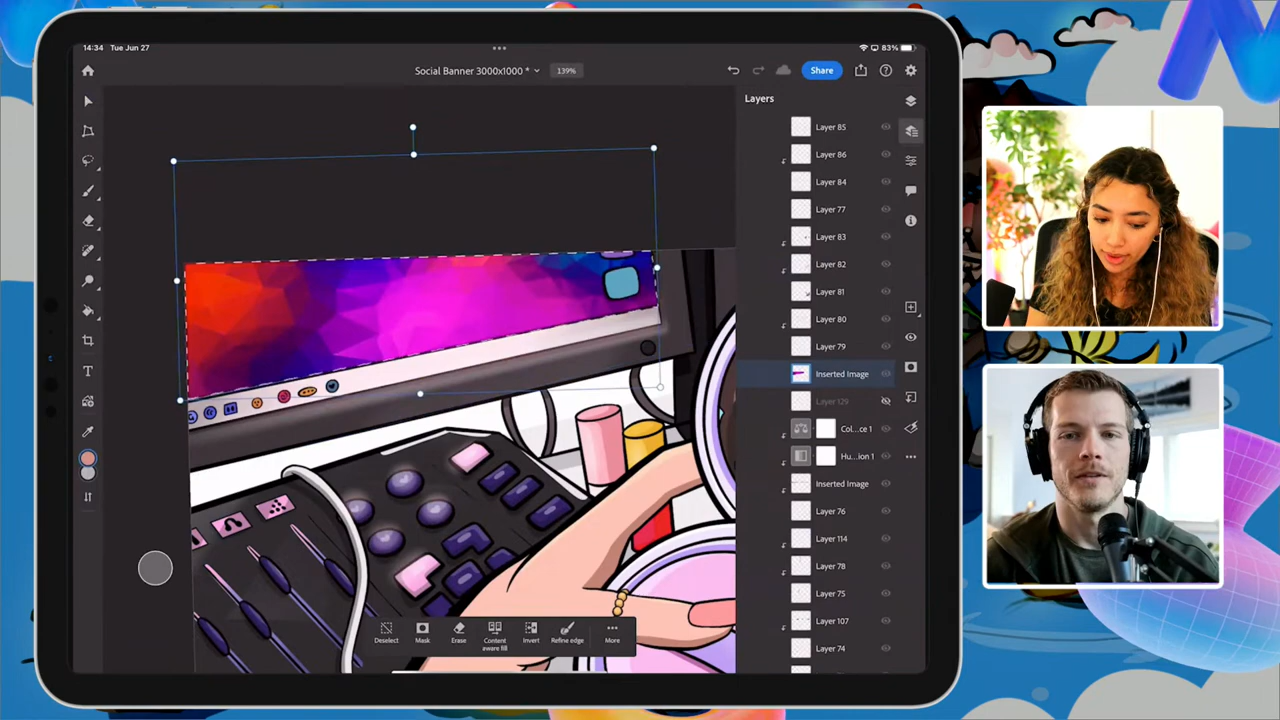 14:34 Tue Jun 27
83%
Social Banner 3000x1000 *
139%
Share
Layers
Layer 85
Layer 86
Layer 84
Layer 77
Layer 83
Layer 82
Layer 81
Layer 80
Layer 79
Inserted Image
Layer 129
Col...ce 1
Hu...ion 1
Inserted Image
Layer 76
Layer 114
Layer 78
Layer 75
Layer 107
Layer 74
Deselect
Mask
Erase
Content
aware fill
Invert
Refine edge
More